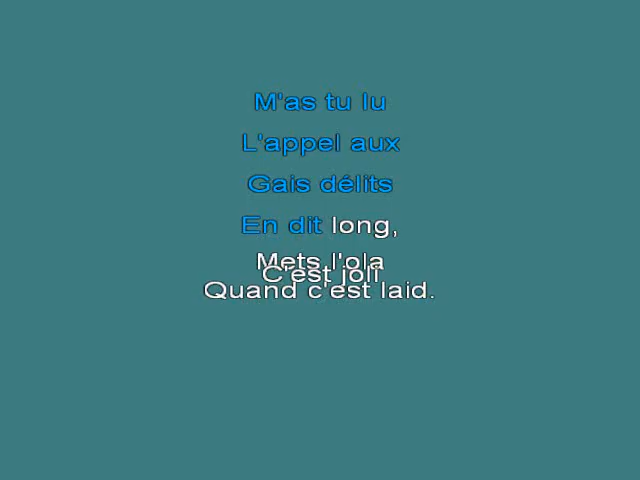 M'as tu lu
L'appel aux
Gais délits
En dit long,
Mets l'ola
C'est joli
Quand c'est laid.